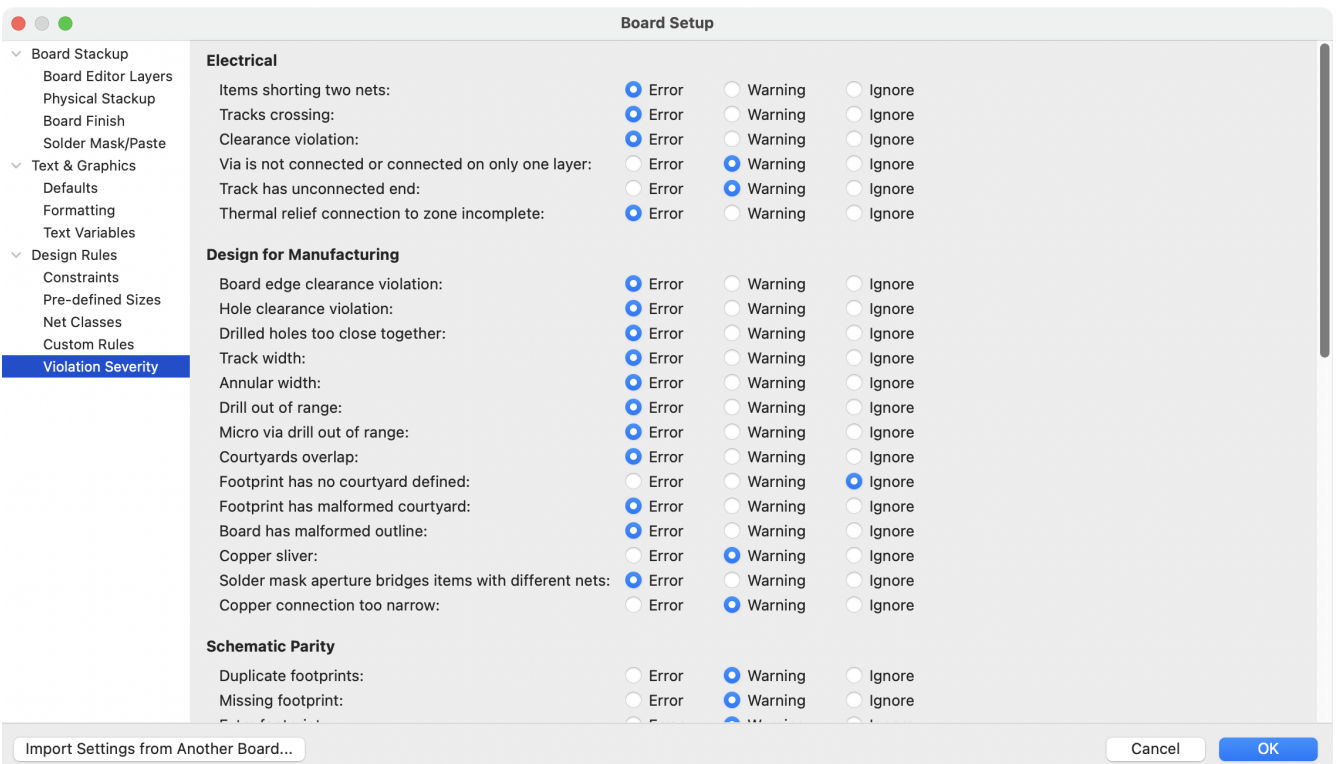 Board Setup
Board Stackup
Board Editor Layers
Physical Stackup
Board Finish
Solder Mask/Paste
Text & Graphics
Defaults
Formatting
Text Variables
Design Rules
Constraints
Pre-defined Sizes
Net Classes
Custom Rules
Violation Severity
Electrical
Items shorting two nets: Error Warning Ignore
Tracks crossing: Error Warning Ignore
Clearance violation: Error Warning Ignore
Via is not connected or connected on only one layer: Error Warning Ignore
Track has unconnected end: Error Warning Ignore
Thermal relief connection to zone incomplete: Error Warning Ignore
Design for Manufacturing
Board edge clearance violation: Error Warning Ignore
Hole clearance violation: Error Warning Ignore
Drilled holes too close together: Error Warning Ignore
Track width: Error Warning Ignore
Annular width: Error Warning Ignore
Drill out of range: Error Warning Ignore
Micro via drill out of range: Error Warning Ignore
Courtyards overlap: Error Warning Ignore
Footprint has no courtyard defined: Error Warning Ignore
Footprint has malformed courtyard: Error Warning Ignore
Board has malformed outline: Error Warning Ignore
Copper sliver: Error Warning Ignore
Solder mask aperture bridges items with different nets: Error Warning Ignore
Copper connection too narrow: Error Warning Ignore
Schematic Parity
Duplicate footprints: Error Warning Ignore
Missing footprint: Error Warning Ignore
Import Settings from Another Board... Cancel OK